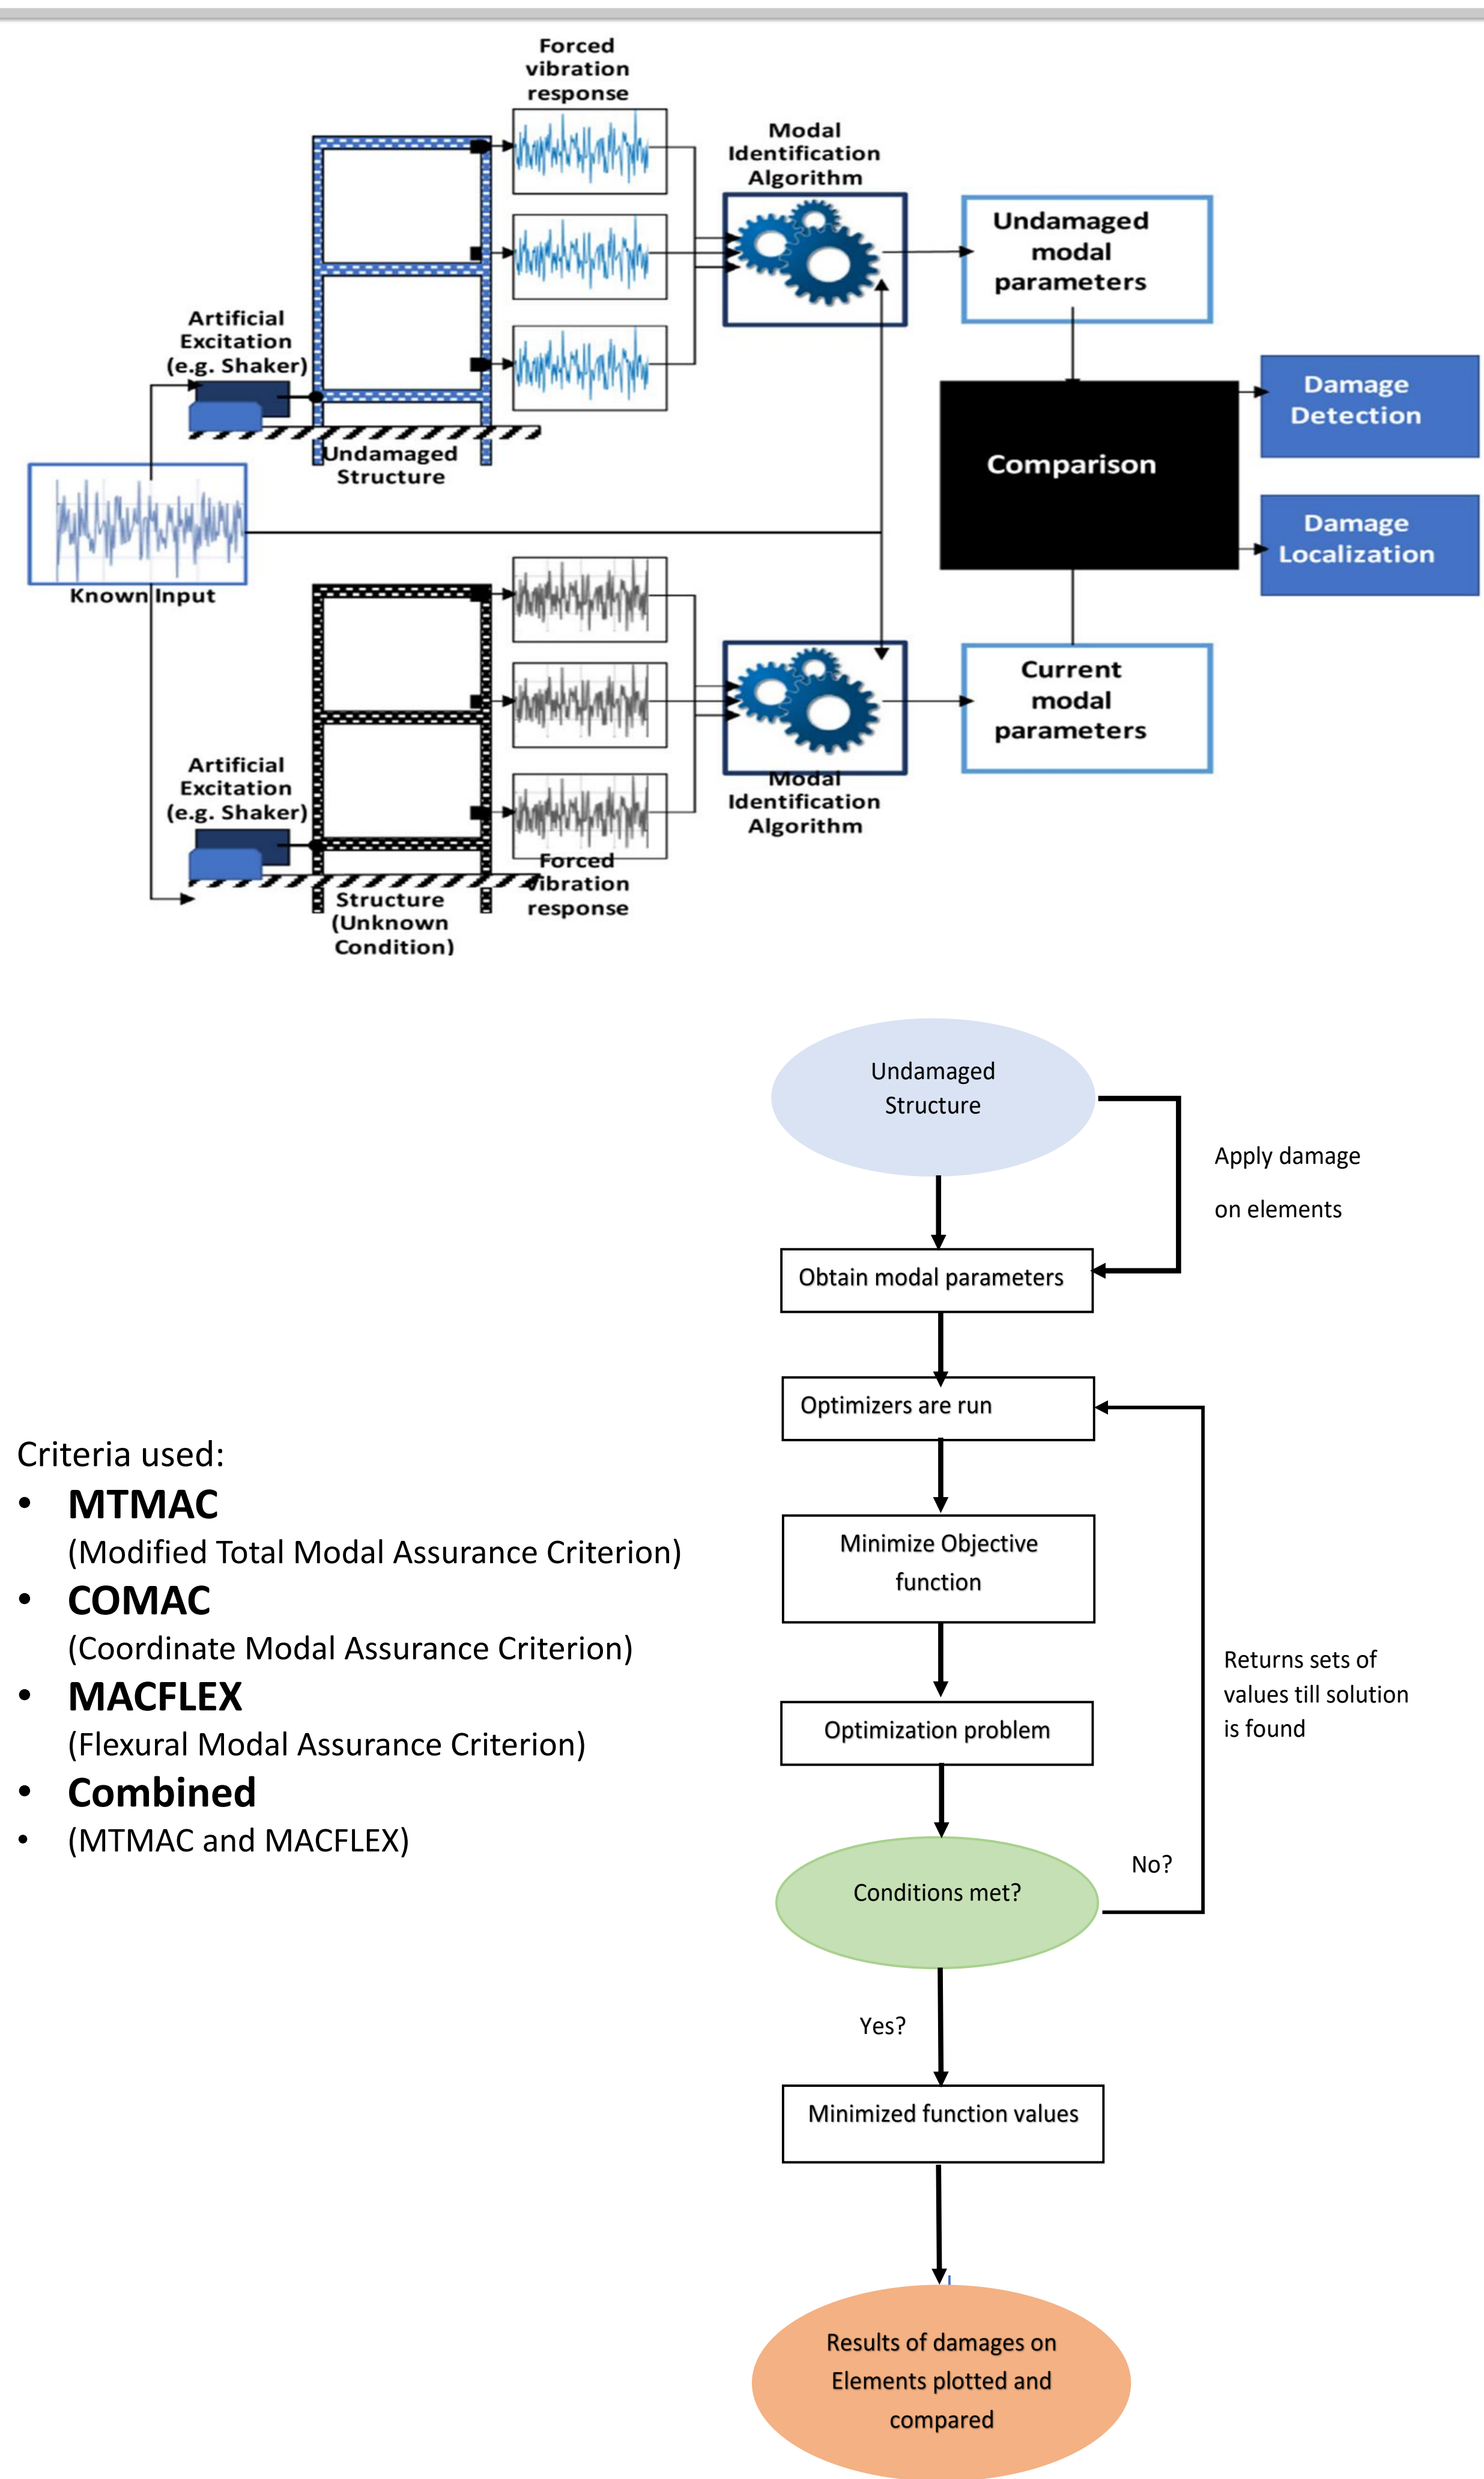 Forced
vibration
response
Modal
Identification
Algorithm
Undamaged
modal
parameters
Artificial
Excitation
(e.g. Shaker)
Damage
Detection
Undamaged
Structure
Comparison
Damage
Localization
Known Input
Current
modal
parameters
Artificial
Excitation
(e.g. Shaker)
Modal
Identification
Algorithm
Forced
vibration
response
Structure
(Unknown
Condition)
Undamaged
Structure
Apply damage
on elements
Obtain modal parameters
Optimizers are run
Criteria used:
• MTMAC
(Modified Total Modal Assurance Criterion)
• COMAC
(Coordinate Modal Assurance Criterion)
• MACFLEX
(Flexural Modal Assurance Criterion)
• Combined
• (MTMAC and MACFLEX)
Minimize Objective
function
Returns sets of
values till solution
is found
Optimization problem
No?
Conditions met?
Yes?
Minimized function values
Results of damages on
Elements plotted and
compared